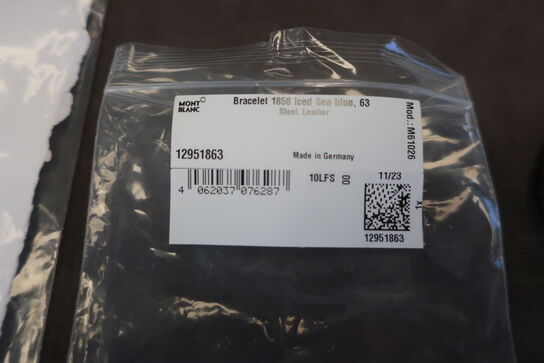 MONT
BLANC
Bracelet 1858 Iced Sea blue, 63
Steel, Leather
Mod.: M61026
12951863
Made in Germany
10LFS 00
11/23
4 062037 076287
x1
12951863